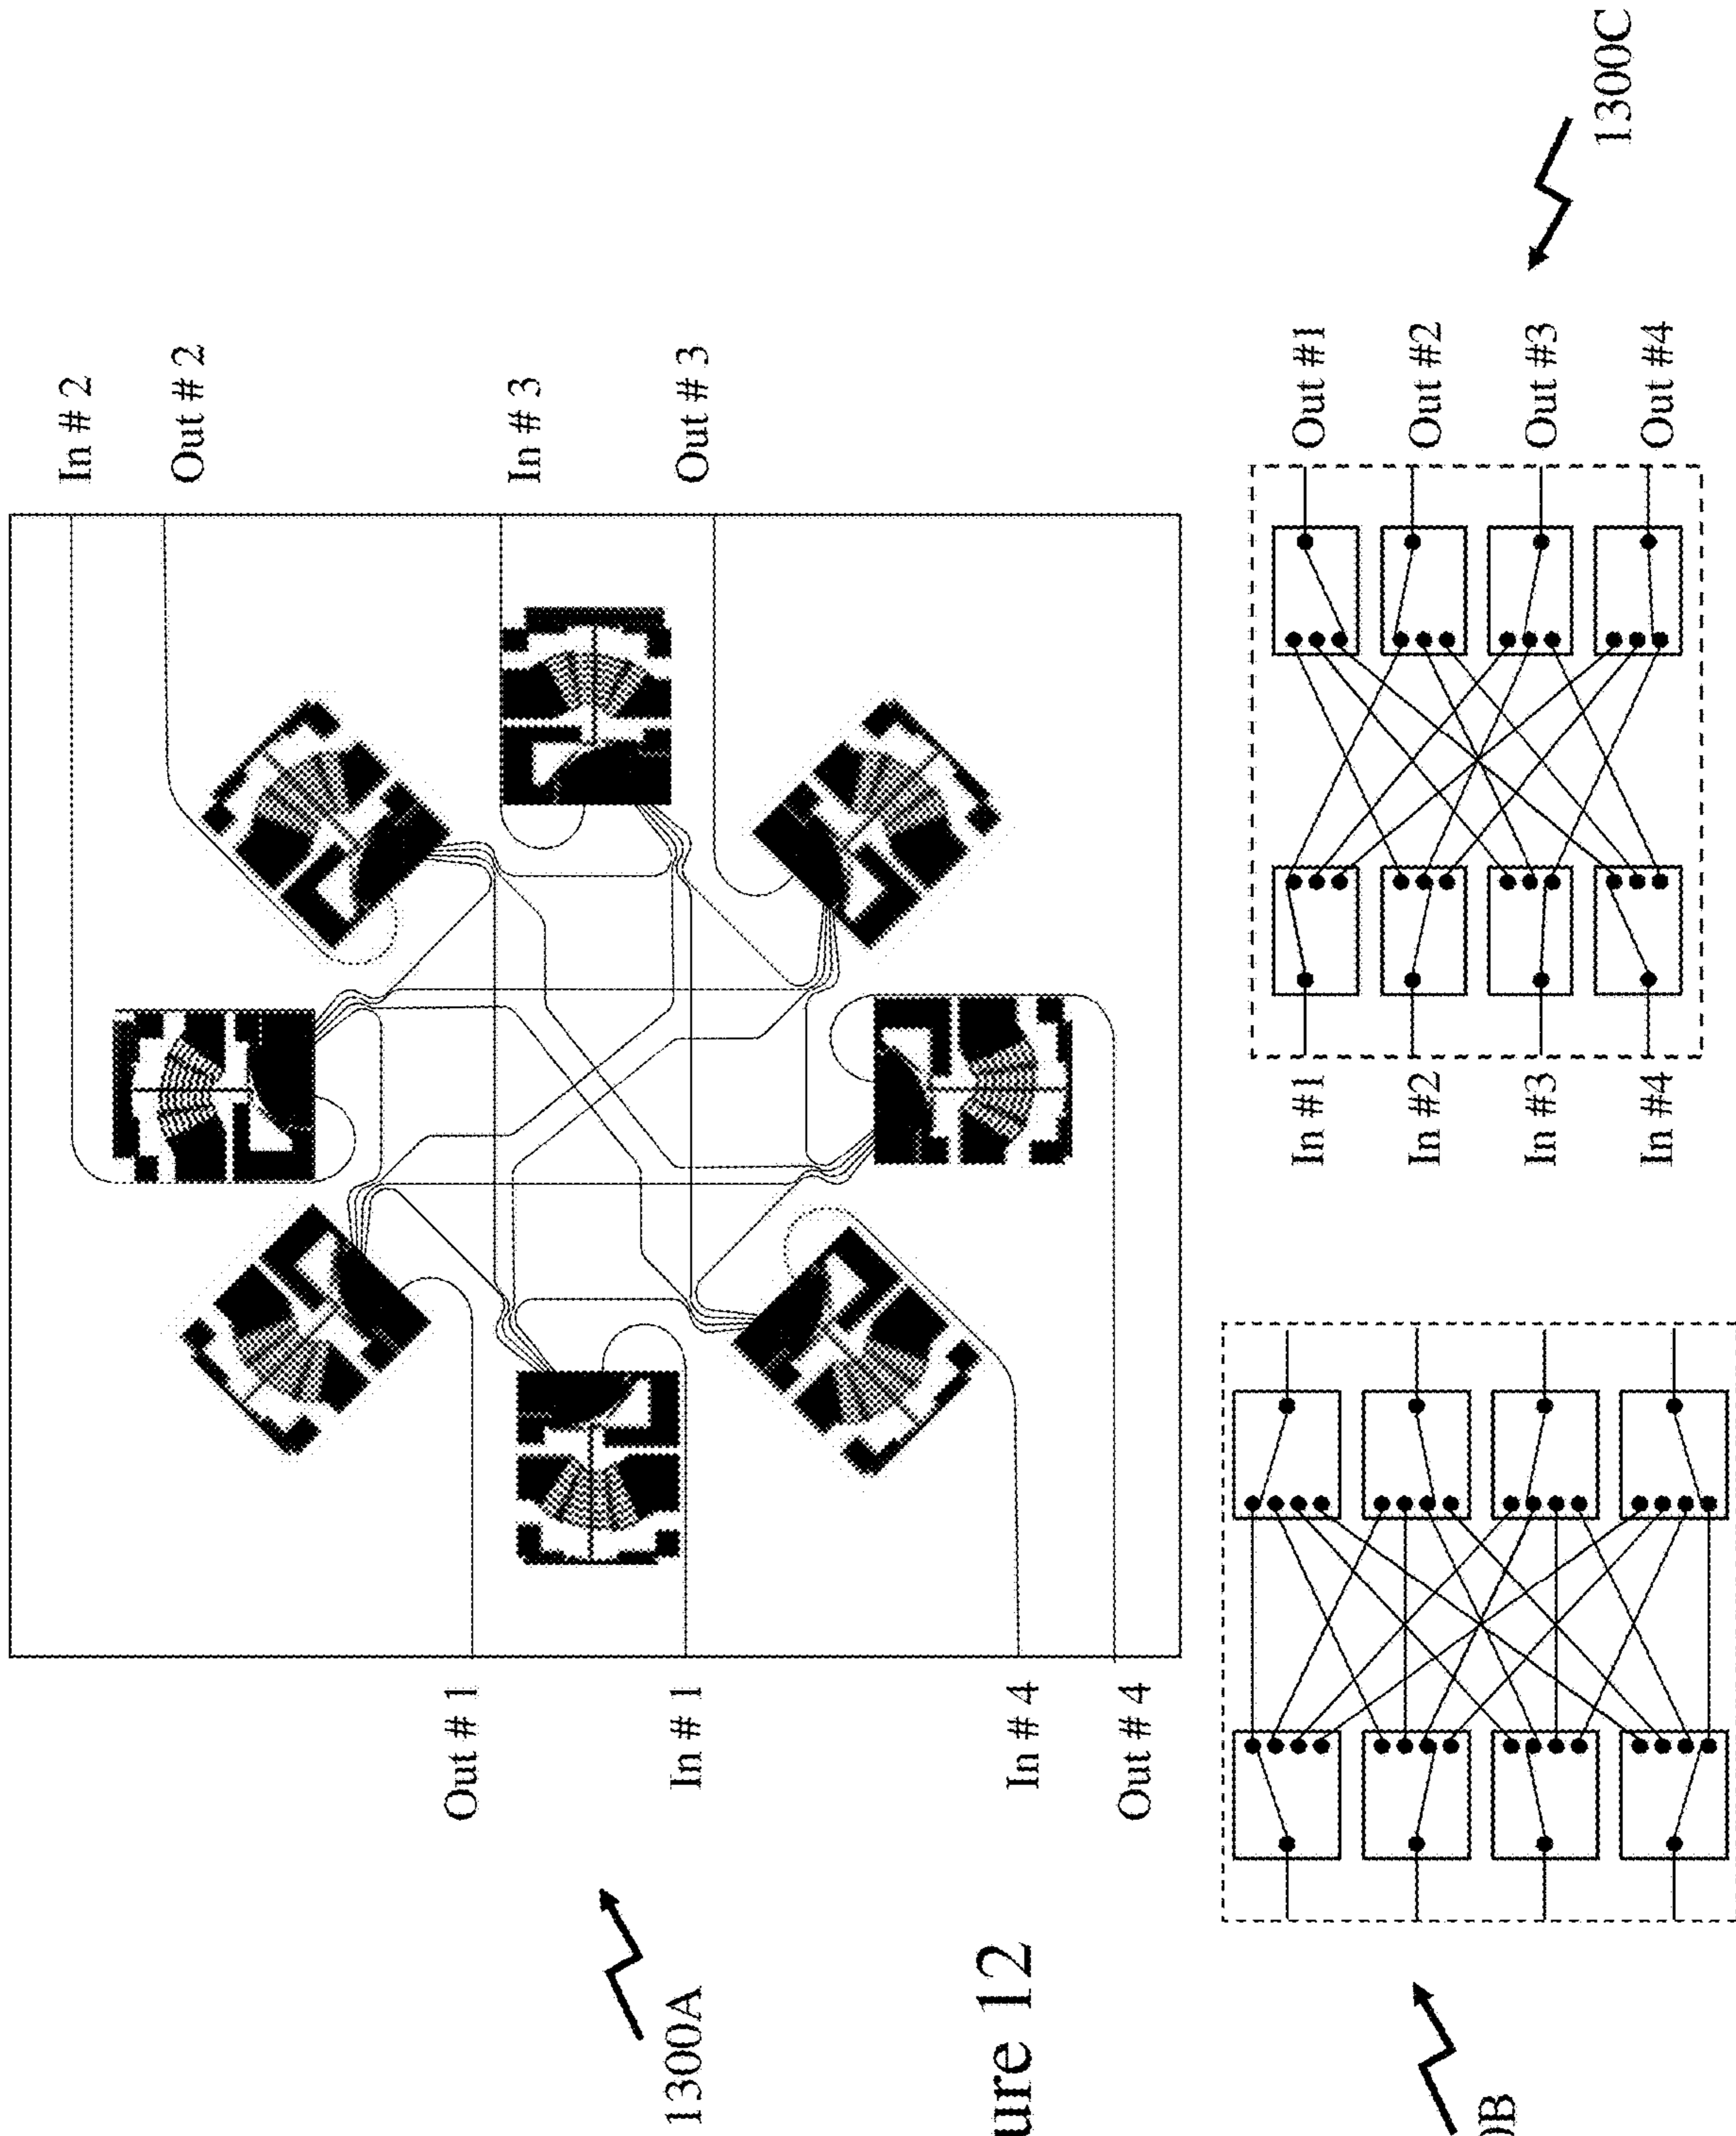 In # 2
Out # 2
In # 3
Out # 3
Out # 1
In # 1
In # 4
Out # 4
1300A
ure 12
0B
In #1
In #2
In #3
In #4
Out #1
Out #2
Out #3
Out #4
1300C